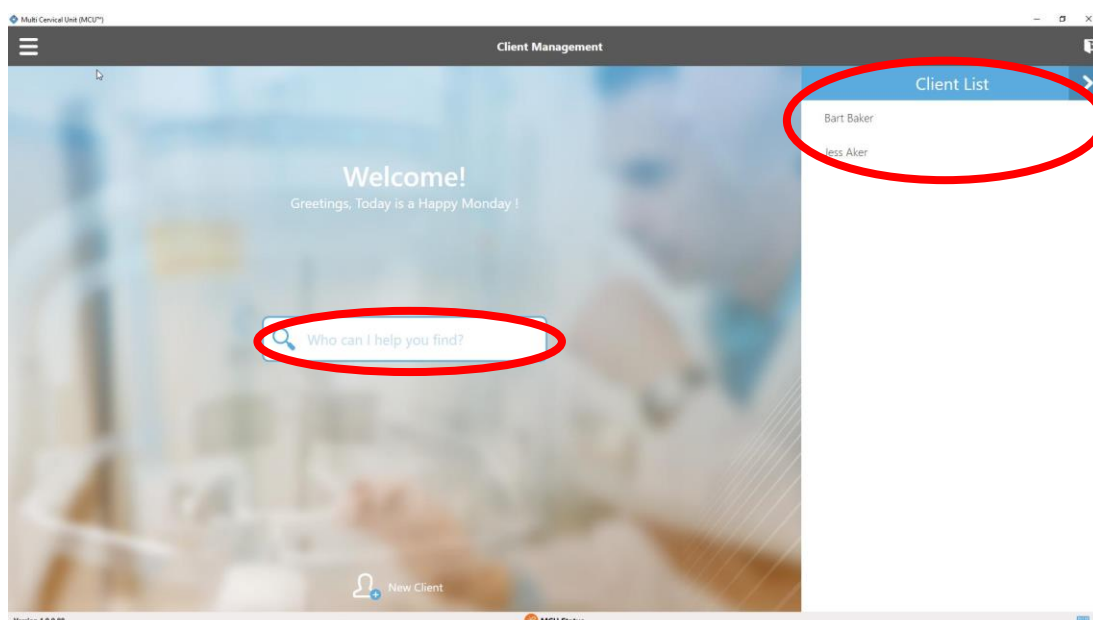 Multi Cervical Unit (MCU™)
Client Management
Client List
Bart Baker
Jess Aker
Welcome!
Greetings, Today is a Happy Monday !
Who can I help you find?
New Client
MCU Status